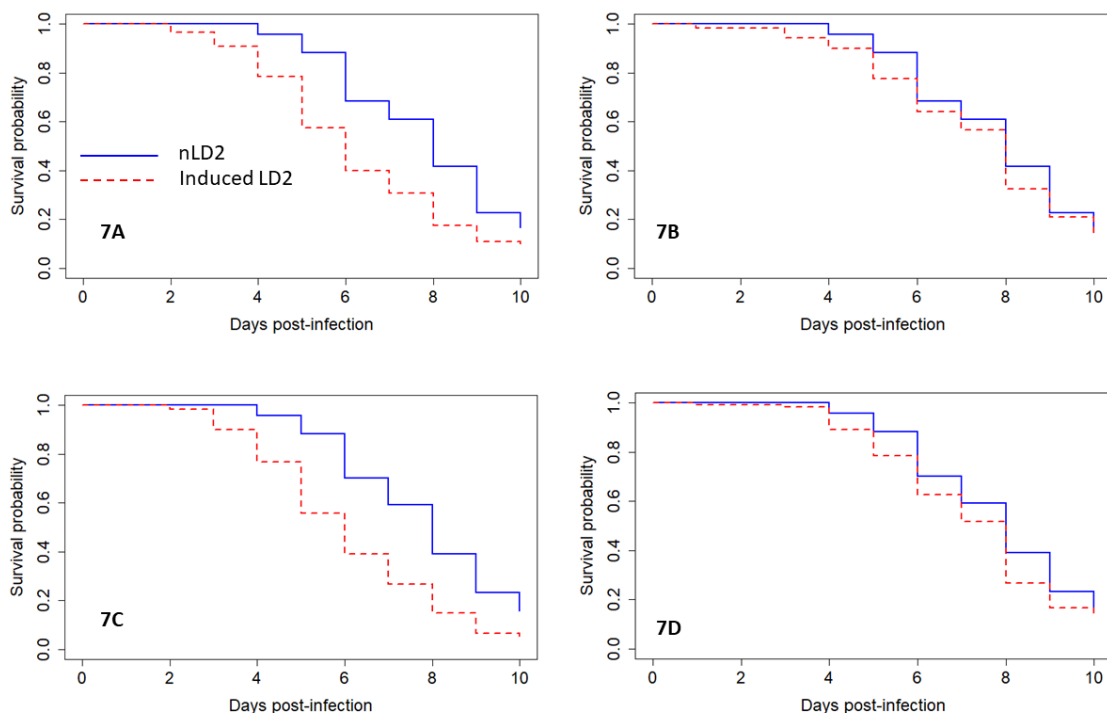 Survival probability
0.0 0.2 0.4 0.6 0.8 1.0
nLD2
Induced LD2
7A
0 2 4 6 8 10
Days post-infection
Survival probability
0.0 0.2 0.4 0.6 0.8 1.0
7B
0 2 4 6 8 10
Days post-infection
Survival probability
0.0 0.2 0.4 0.6 0.8 1.0
7C
0 2 4 6 8 10
Days post-infection
Survival probability
0.0 0.2 0.4 0.6 0.8 1.0
7D
0 2 4 6 8 10
Days post-infection